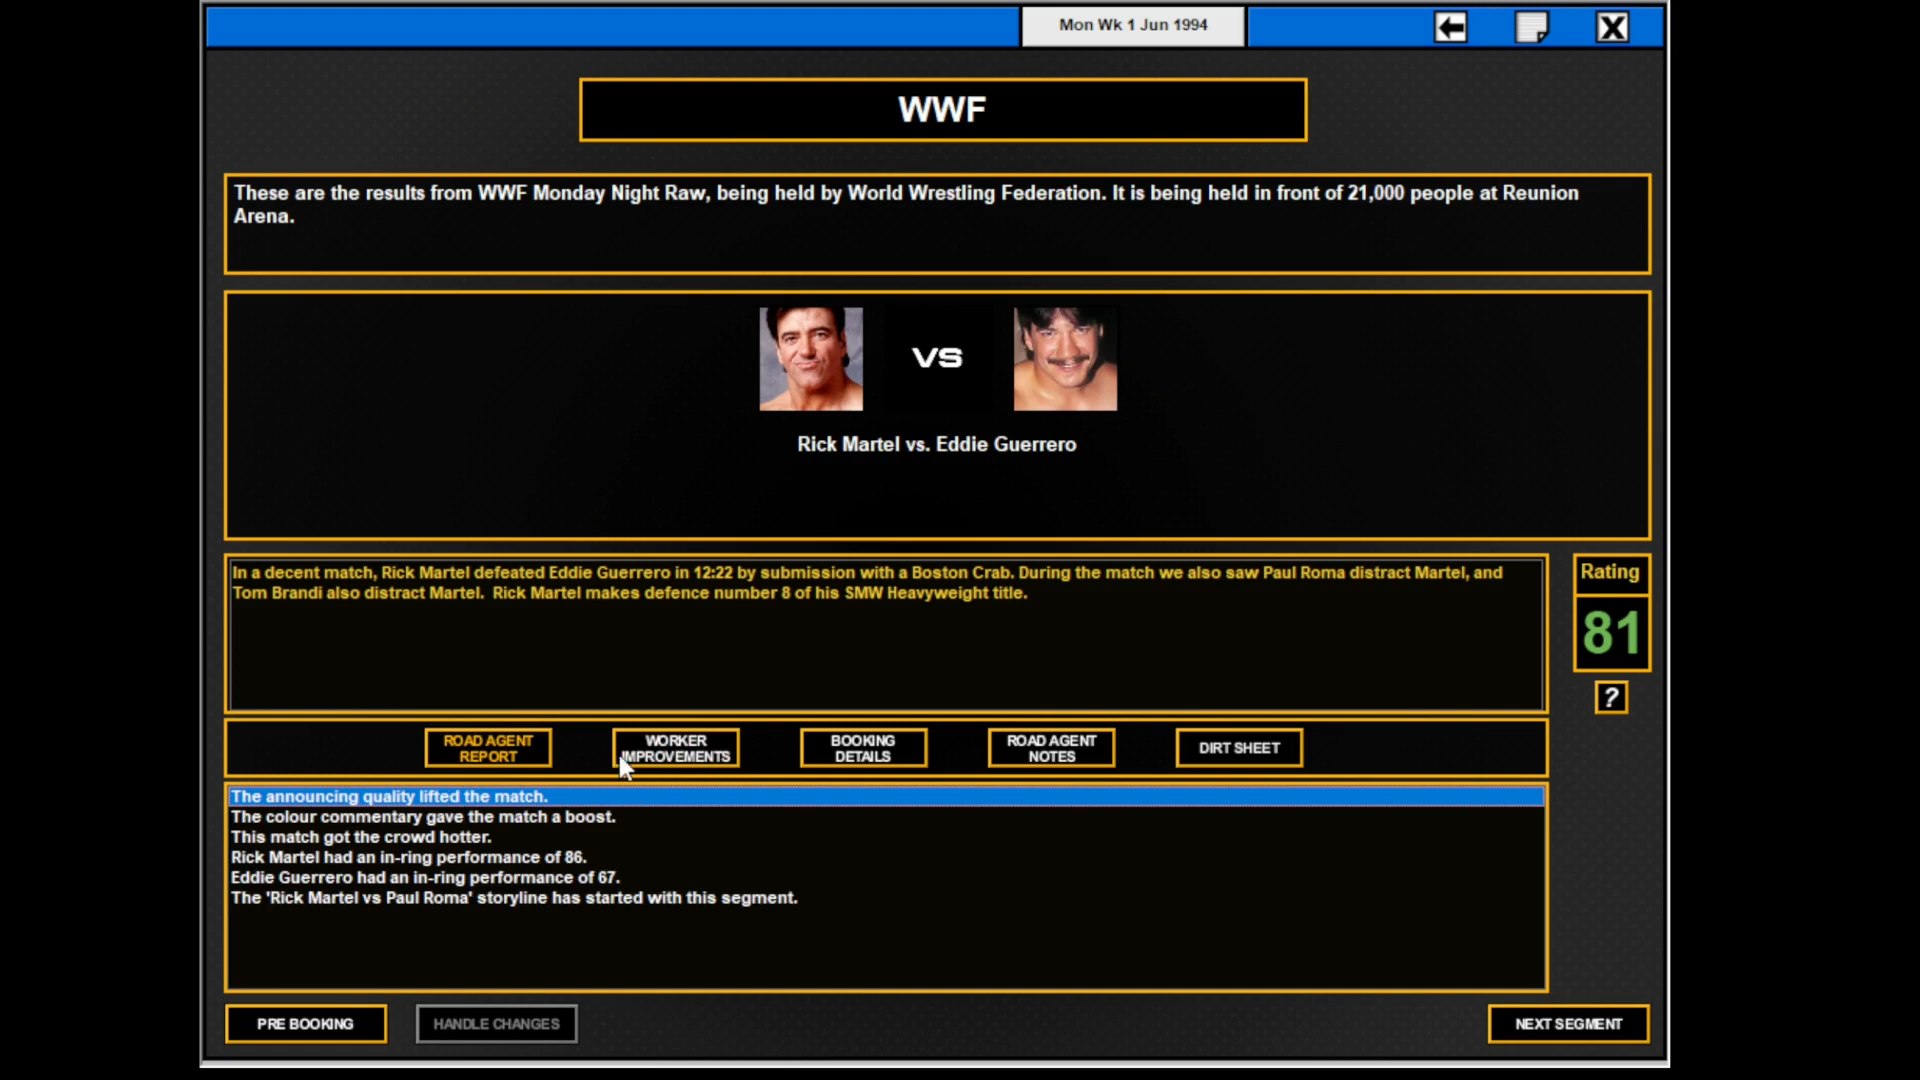 Mon Wk 1 Jun 1994
WWF
These are the results from WWF Monday Night Raw, being held by World Wrestling Federation. It is being held in front of 21,000 people at Reunion
Arena.
VS
Rick Martel vs. Eddie Guerrero
In a decent match, Rick Martel defeated Eddie Guerrero in 12:22 by submission with a Boston Crab. During the match we also saw Paul Roma distract Martel, and
Tom Brandi also distract Martel. Rick Martel makes defence number 8 of his SMW Heavyweight title.
Rating
81
?
ROAD AGENT
REPORT
WORKER
IMPROVEMENTS
BOOKING
DETAILS
ROAD AGENT
NOTES
DIRT SHEET
The announcing quality lifted the match.
The colour commentary gave the match a boost.
This match got the crowd hotter.
Rick Martel had an in-ring performance of 86.
Eddie Guerrero had an in-ring performance of 67.
The 'Rick Martel vs Paul Roma' storyline has started with this segment.
PRE BOOKING
HANDLE CHANGES
NEXT SEGMENT